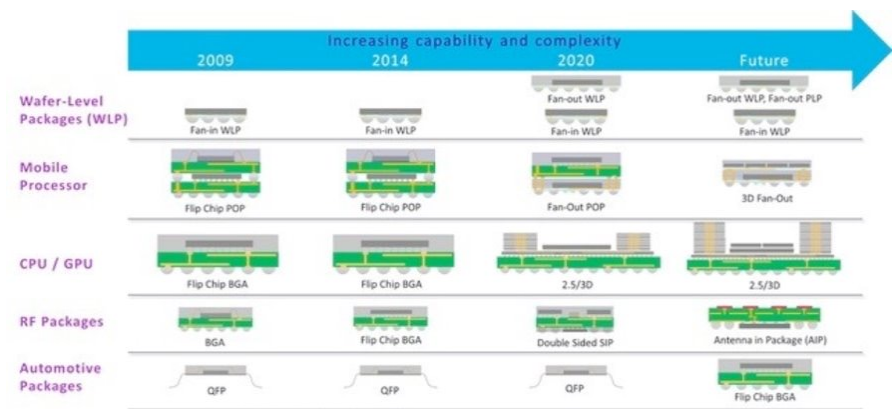 Increasing capability and complexity
2009 2014 2020 Future
Wafer-Level
Packages (WLP)
Fan-out WLP Fan-out WLP, Fan-out PLP
Fan-in WLP Fan-in WLP Fan-in WLP Fan-in WLP
Mobile
Processor
Flip Chip POP Flip Chip POP Fan-Out POP 3D Fan-Out
CPU / GPU
Flip Chip BGA Flip Chip BGA 2.5/3D 2.5/3D
RF Packages
BGA Flip Chip BGA Double Sided SIP Antenna in Package (AIP)
Automotive
Packages
QFP QFP QFP Flip Chip BGA